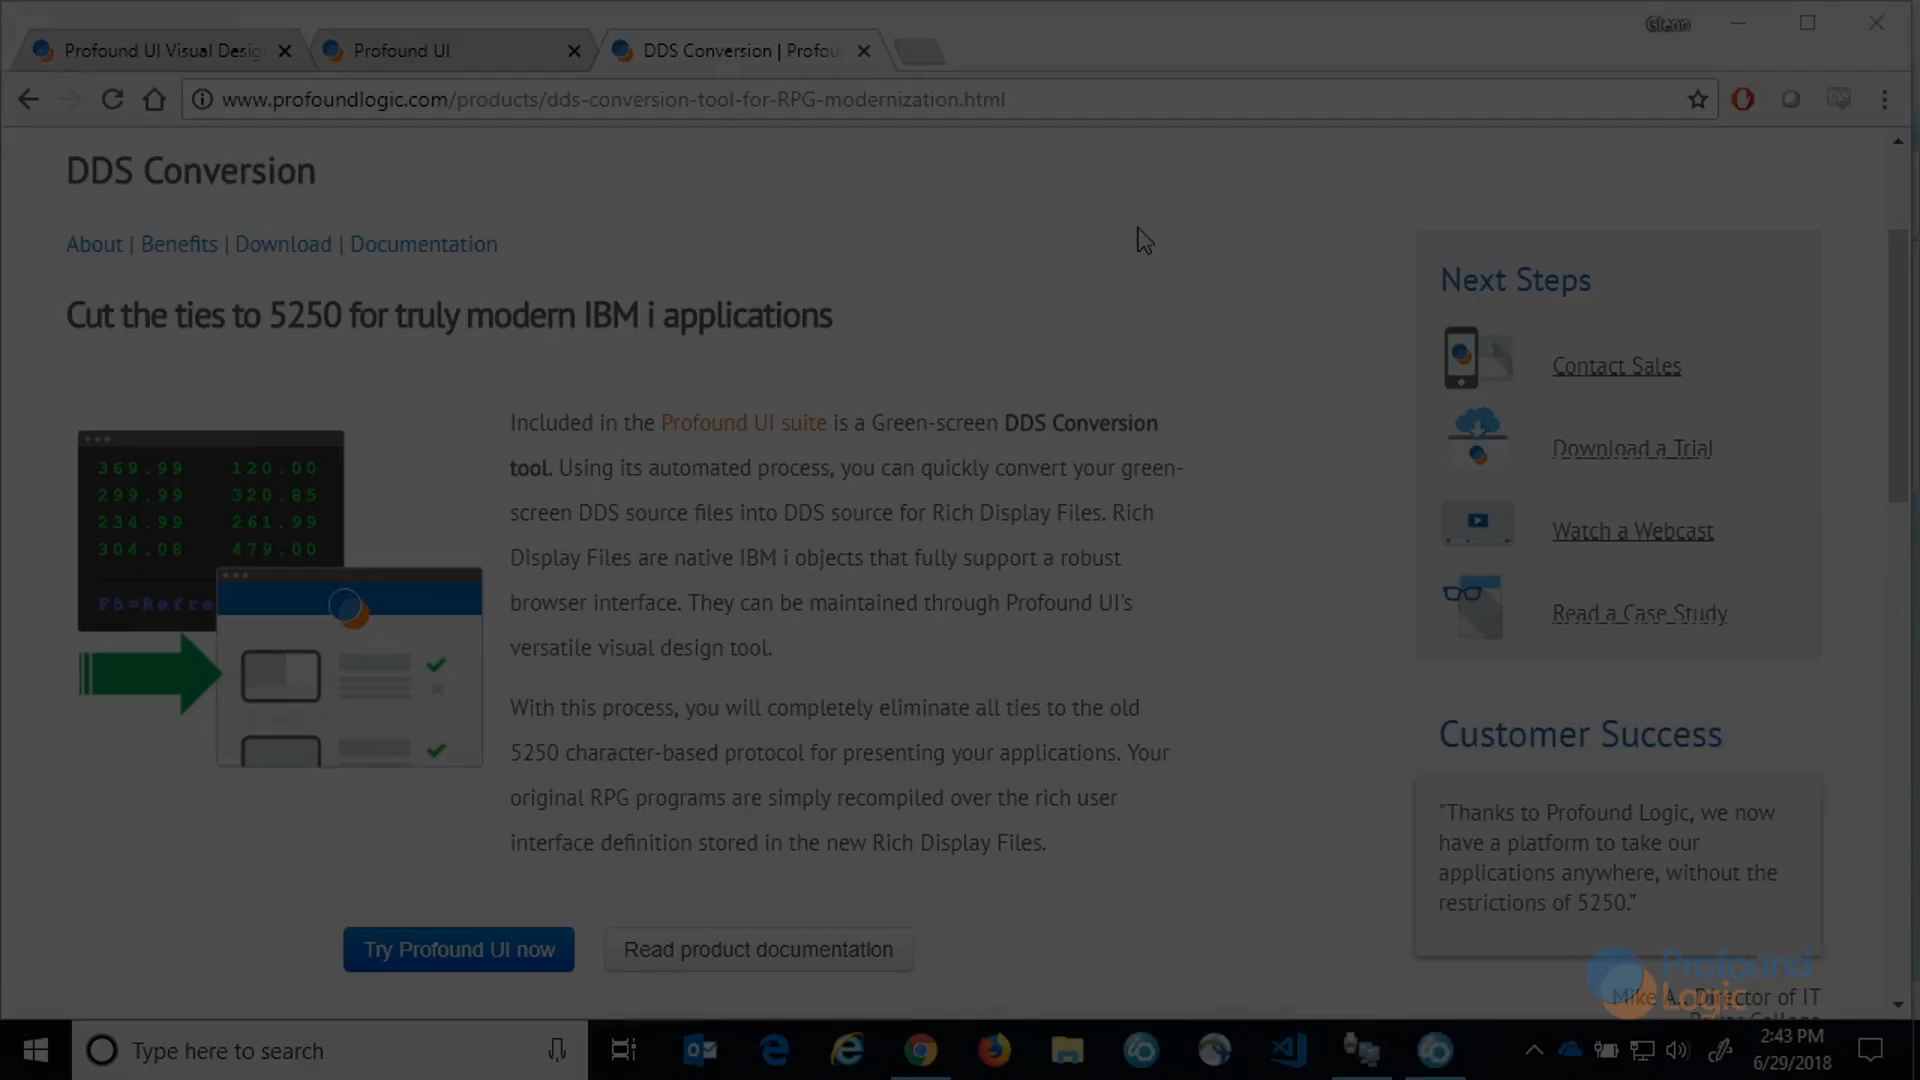 Glenn
Profound UI Visual Desig
Profound UI
DDS Conversion | Profou
www.profoundlogic.com/products/dds-conversion-tool-for-RPG-modernization.html
DDS Conversion
About | Benefits | Download | Documentation
Cut the ties to 5250 for truly modern IBM i applications
369.99 120.00
299.99 320.85
234.99 261.99
304.08 479.00
F5=Refre
Included in the Profound UI suite is a Green-screen DDS Conversion
tool. Using its automated process, you can quickly convert your green-
screen DDS source files into DDS source for Rich Display Files. Rich
Display Files are native IBM i objects that fully support a robust
browser interface. They can be maintained through Profound UI's
versatile visual design tool.
With this process, you will completely eliminate all ties to the old
5250 character-based protocol for presenting your applications. Your
original RPG programs are simply recompiled over the rich user
interface definition stored in the new Rich Display Files.
Try Profound UI now
Read product documentation
Next Steps
Contact Sales
Download a Trial
Watch a Webcast
Read a Case Study
Customer Success
"Thanks to Profound Logic, we now
have a platform to take our
applications anywhere, without the
restrictions of 5250."
Mike A., Director of IT
Profound
Logic
Type here to search
2:43 PM
6/29/2018